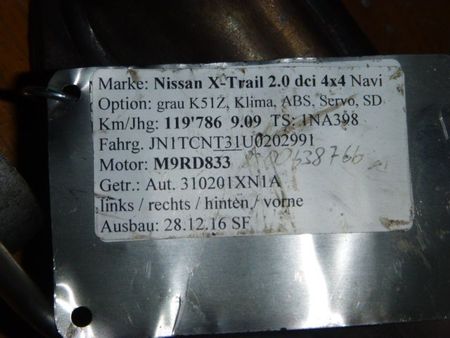 Marke: Nissan X-Trail 2.0 dci 4x4 Navi
Option: grau K51Z, Klima, ABS, Servo, SD
Km/Jhg: 119'786 9.09 TS: 1NA398
Fahrg. JN1TCNT31U0202991
Motor: M9RD833
Getr.: Aut. 310201XN1A
links / rechts / hinten / vorne
Ausbau: 28.12.16 SF